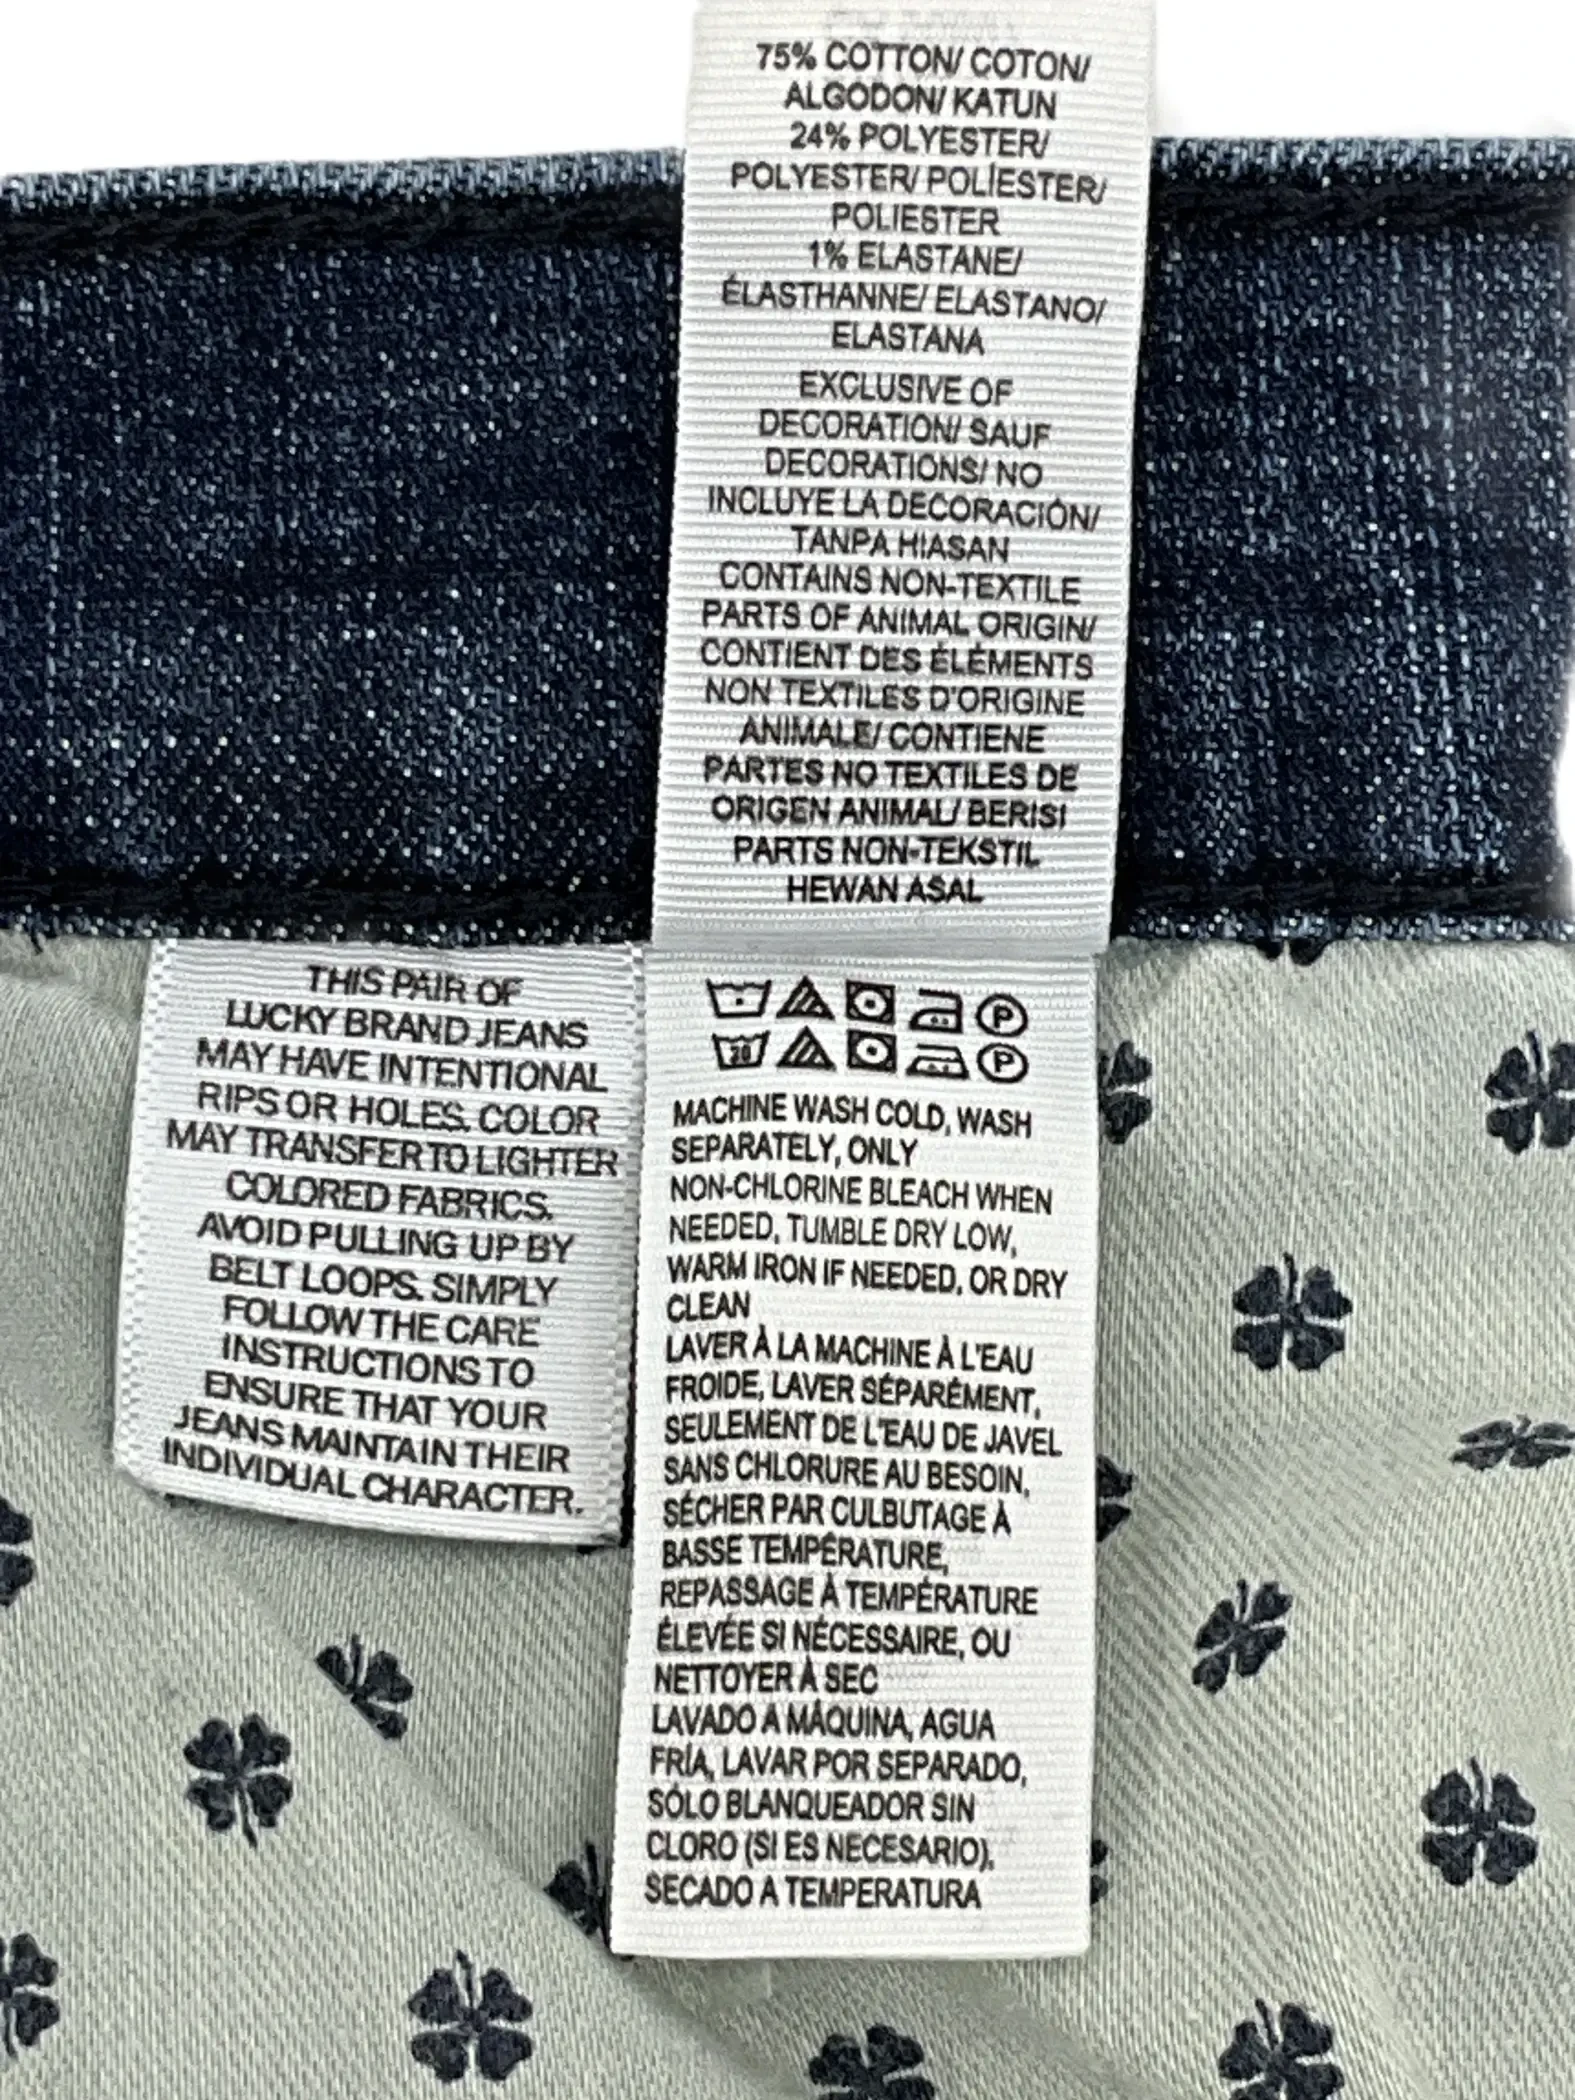 75% COTTON/ COTON/
ALGODON/ KATUN
24% POLYESTER/
POLYESTER/ POLIESTER/
POLIESTER
1% ELASTANE/
ÉLASTHANNE/ ELASTANO/
ELASTANA
EXCLUSIVE OF
DECORATION/ SAUF
DECORATIONS/ NO
INCLUYE LA DECORACIÓN/
TANPA HIASAN
CONTAINS NON-TEXTILE
PARTS OF ANIMAL ORIGIN/
CONTIENT DES ÉLÉMENTS
NON TEXTILES D'ORIGINE
ANIMALE/ CONTIENE
PARTES NO TEXTILES DE
ORIGEN ANIMAL/ BERISI
PARTS NON-TEKSTIL
HEWAN ASAL
THIS PAIR OF
LUCKY BRAND JEANS
MAY HAVE INTENTIONAL
RIPS OR HOLES. COLOR
MAY TRANSFER TO LIGHTER
COLORED FABRICS.
AVOID PULLING UP BY
BELT LOOPS. SIMPLY
FOLLOW THE CARE
INSTRUCTIONS TO
ENSURE THAT YOUR
JEANS MAINTAIN THEIR
INDIVIDUAL CHARACTER.
P
30 P
MACHINE WASH COLD, WASH
SEPARATELY, ONLY
NON-CHLORINE BLEACH WHEN
NEEDED, TUMBLE DRY LOW,
WARM IRON IF NEEDED, OR DRY
CLEAN
LAVER À LA MACHINE À L'EAU
FROIDE, LAVER SÉPARÉMENT,
SEULEMENT DE L'EAU DE JAVEL
SANS CHLORURE AU BESOIN,
SÉCHER PAR CULBUTAGE À
BASSE TEMPÉRATURE,
REPASSAGE À TEMPÉRATURE
ÉLEVÉE SI NÉCESSAIRE, OU
NETTOYER À SEC
LAVADO A MÁQUINA, AGUA
FRÍA, LAVAR POR SEPARADO,
SÓLO BLANQUEADOR SIN
CLORO (SI ES NECESARIO),
SECADO A TEMPERATURA